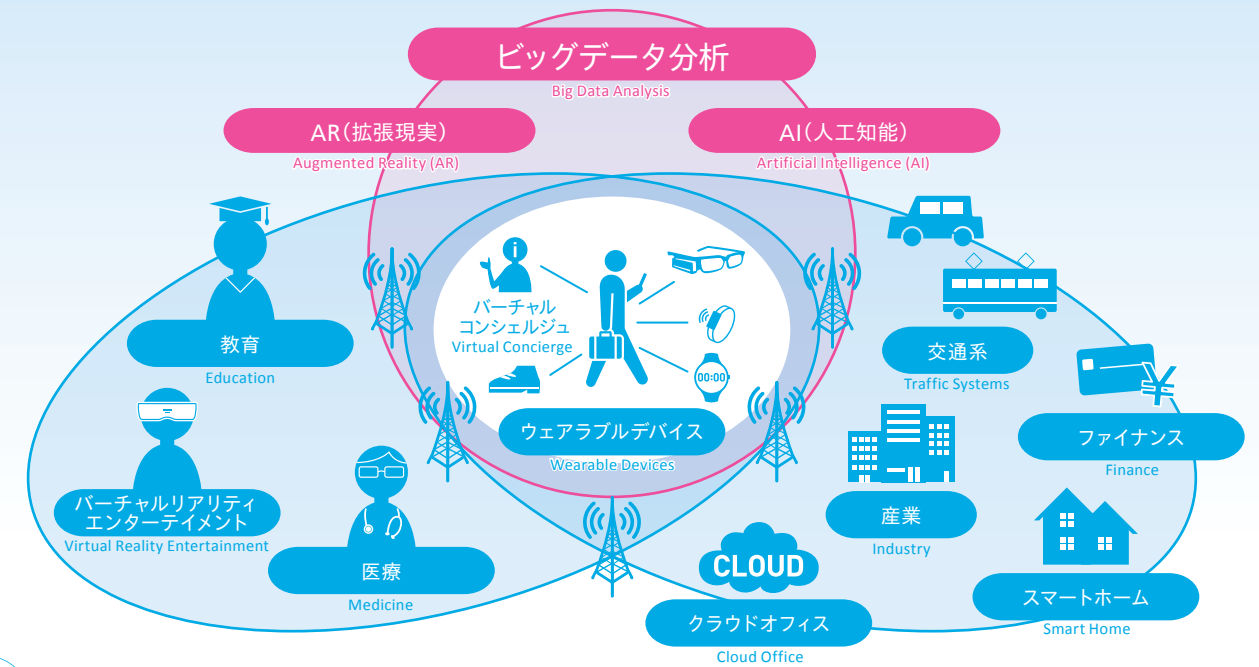 ビッグデータ分析
Big Data Analysis
AR（拡張現実）
Augmented Reality (AR)
AI（人工知能）
Artificial Intelligence (AI)
教育
Education
i
バーチャル
コンシェルジュ
Virtual Concierge
00:00
ウェアラブルデバイス
Wearable Devices
交通系
Traffic Systems
¥
ファイナンス
Finance
バーチャルリアリティ
エンターテイメント
Virtual Reality Entertainment
医療
Medicine
産業
Industry
CLOUD
クラウドオフィス
Cloud Office
スマートホーム
Smart Home